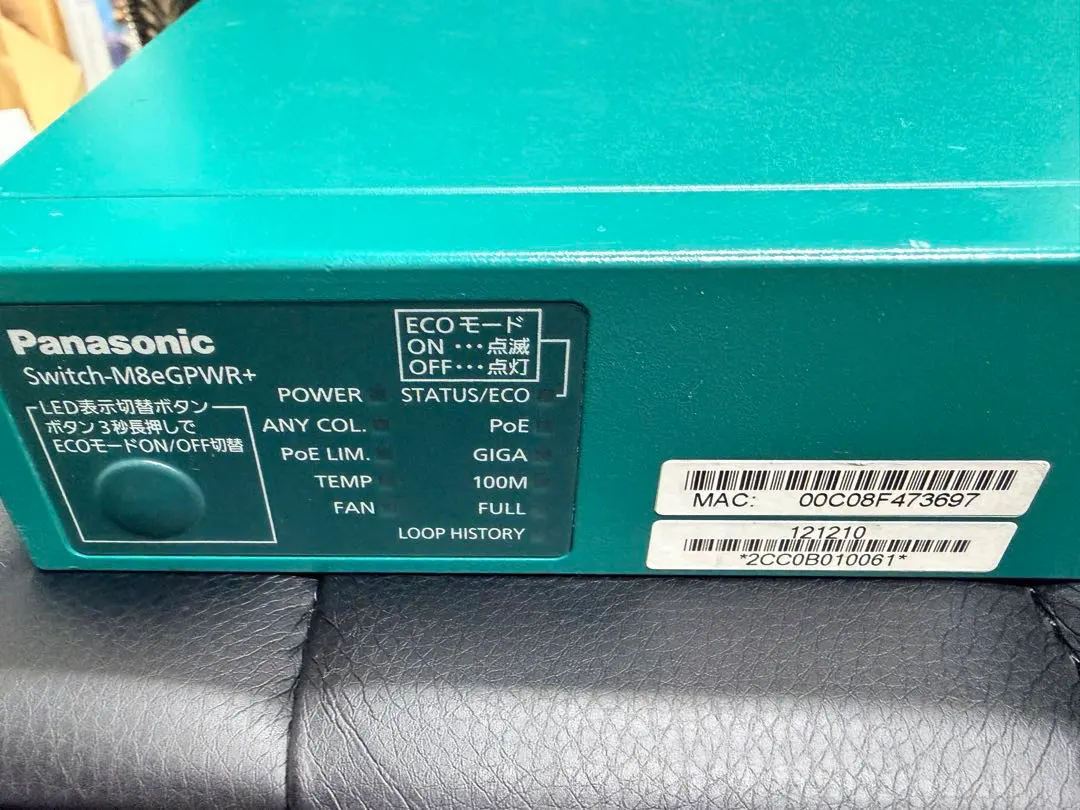 Panasonic
Switch-M8eGPWR+
LED表示切替ボタン
ボタン3秒長押しで
ECOモードON/OFF切替
ECOモード
ON …点滅
OFF…点灯
POWER
STATUS/ECO
ANY COL.
PoE
PoE LIM.
GIGA
TEMP
100M
FAN
FULL
LOOP HISTORY
MAC: 00C08F473697
121210
*2CC0B010061*